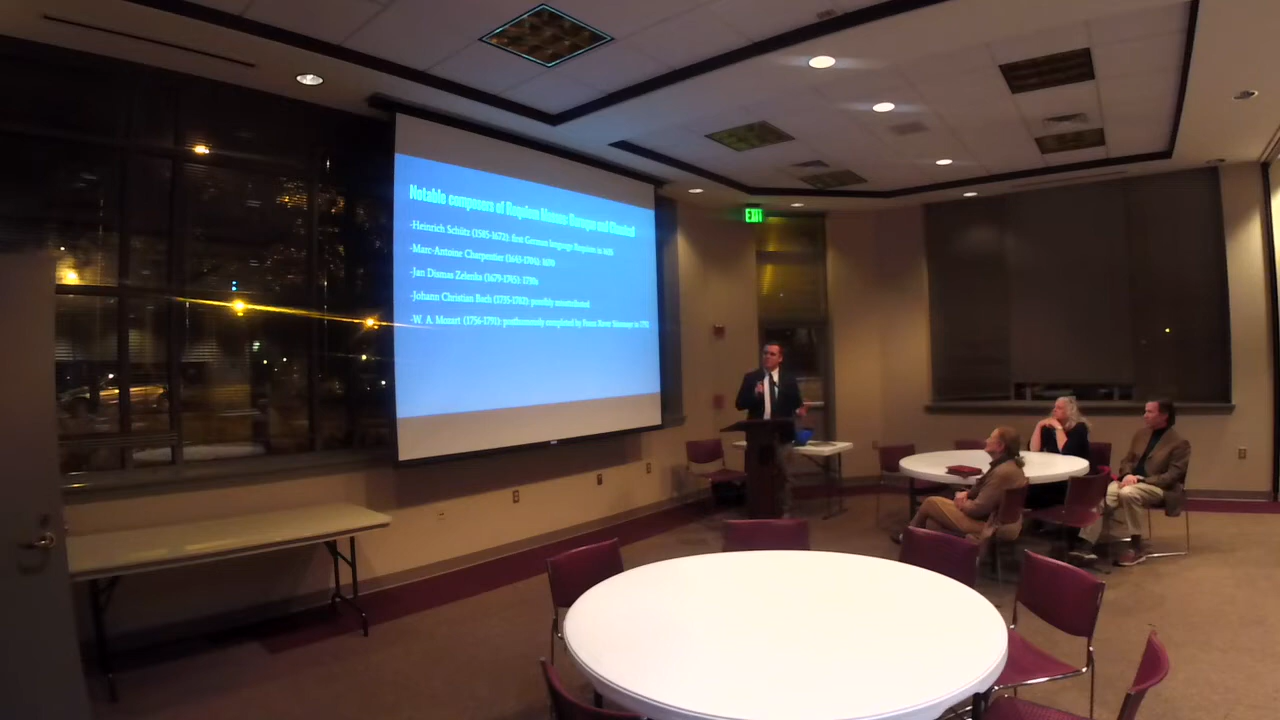 Notable composers of Requiem Masses: Baroque and Classical
-Heinrich Schütz (1585-1672): first German language Requiem in 1636
-Marc-Antoine Charpentier (1643-1704): 1670
-Jan Dismas Zelenka (1679-1745): 1730s
-Johann Christian Bach (1735-1782): possibly misattributed
-W. A. Mozart (1756-1791): posthumously completed by Franz Xaver Süssmayr in 1792
EXIT